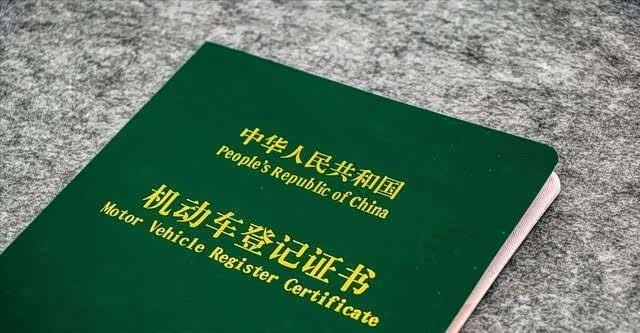 中华人民共和国
People's Republic of China
机动车登记证书
Motor Vehicle Register Certificate